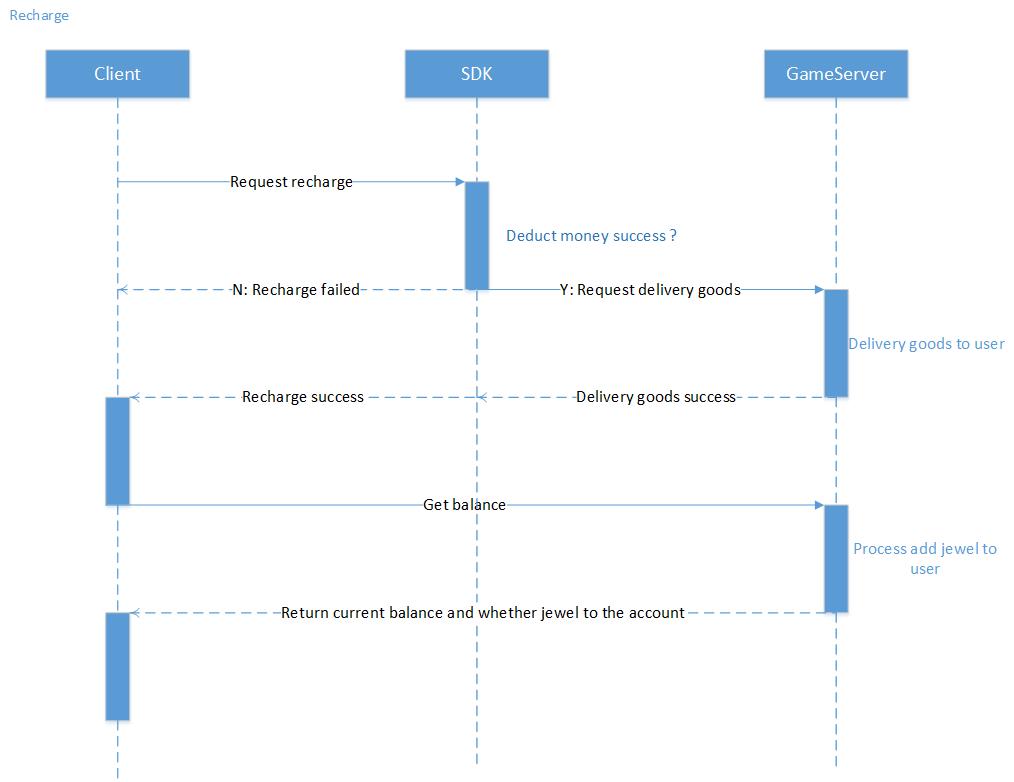 Recharge
Client
SDK
GameServer
Request recharge
Deduct money success ?
N: Recharge failed
Y: Request delivery goods
Delivery goods to user
Recharge success
Delivery goods success
Get balance
Process add jewel to
user
Return current balance and whether jewel to the account